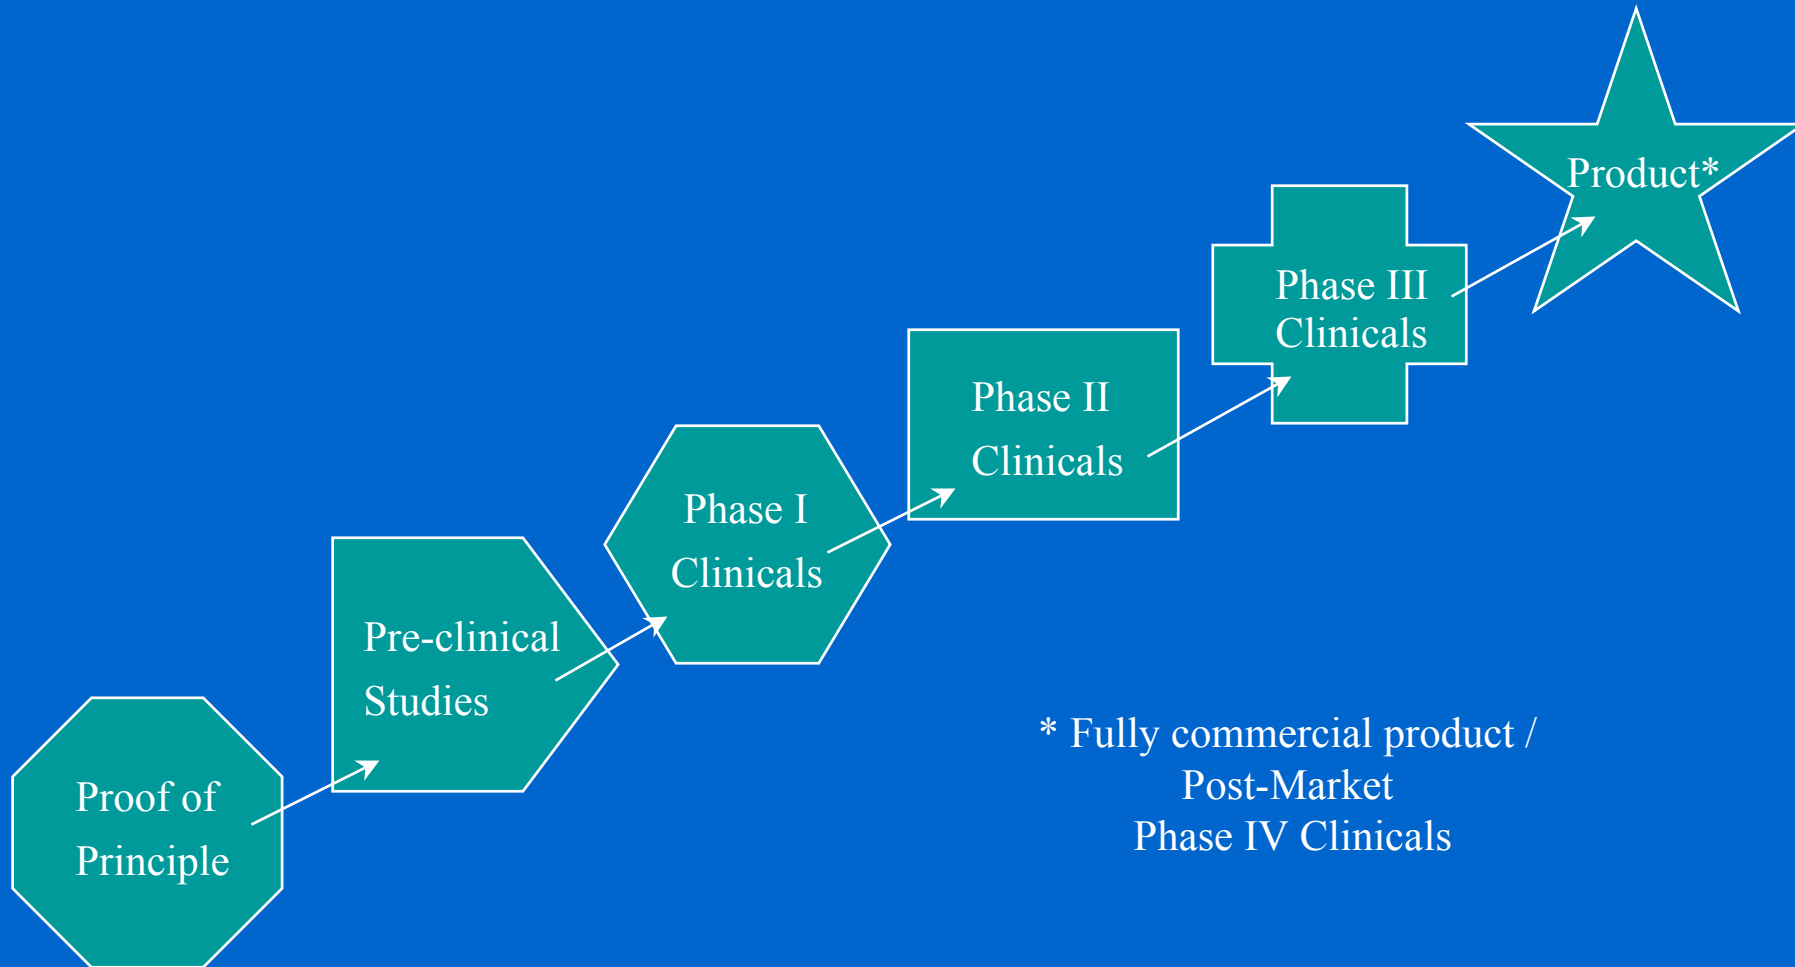 Proof of
Principle
Pre-clinical
Studies
Phase I
Clinicals
Phase II
Clinicals
Phase III
Clinicals
Product*
* Fully commercial product /
Post-Market
Phase IV Clinicals